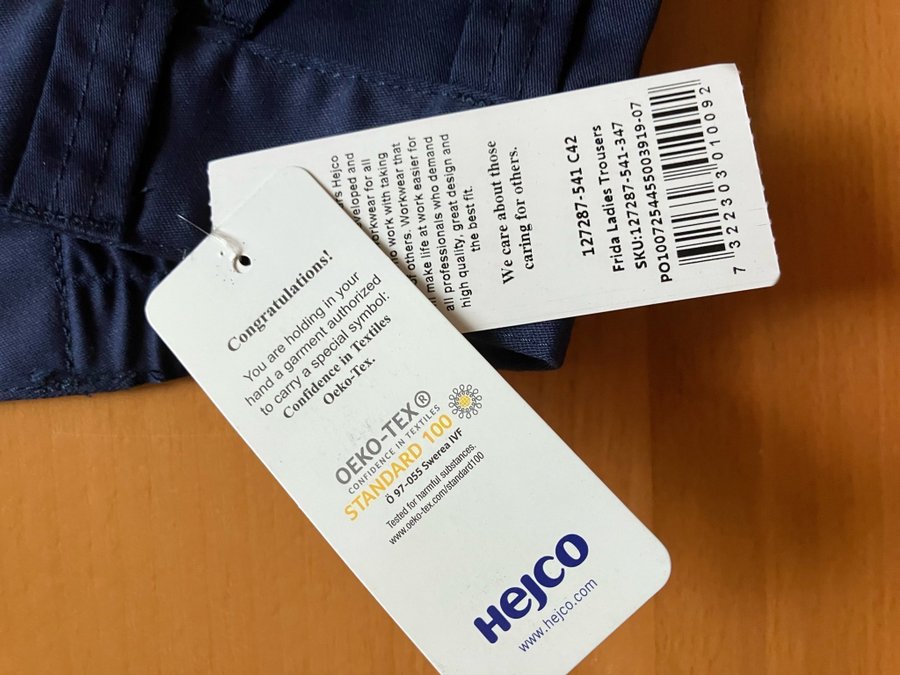 Congratulations!
You are holding in your
hand a garment authorized
to carry a special symbol:
Confidence in Textiles
Oeko-Tex.
OEKO-TEX®
CONFIDENCE IN TEXTILES
STANDARD 100
Ö 97-055 Swerea IVF
Tested for harmful substances.
www.oeko-tex.com/standard100
Hejco
www.hejco.com
Hejco
and
for all
work with taking
others. Workwear that
make life at work easier for
all professionals who demand
high quality, great design and
the best fit.
We care about those
caring for others.
127287-541 C42
Frida Ladies Trousers
SKU:127287-541-347
PO1000725445S003919-07
7 322303 010092